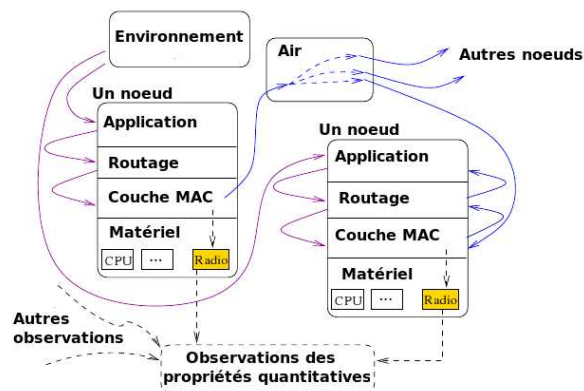 Environnement
Air
Autres noeuds
Un noeud
Application
Routage
Couche MAC
Matériel
CPU
...
Radio
Un noeud
Application
Routage
Couche MAC
Matériel
CPU
...
Radio
Autres
observations
Observations des
propriétés quantitatives